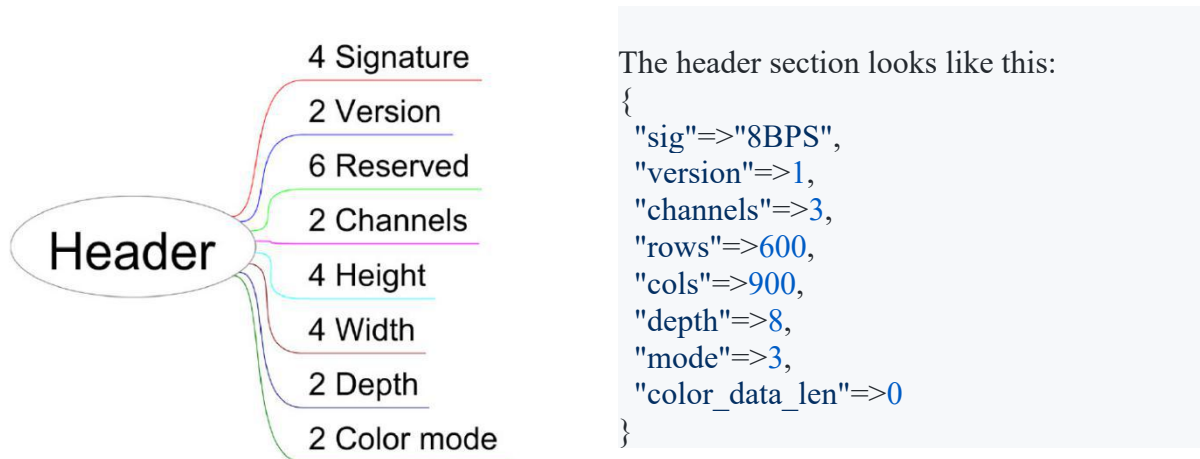 Header
4 Signature
2 Version
6 Reserved
2 Channels
4 Height
4 Width
2 Depth
2 Color mode
The header section looks like this:
{
"sig"=>"8BPS",
"version"=>1,
"channels"=>3,
"rows"=>600,
"cols"=>900,
"depth"=>8,
"mode"=>3,
"color_data_len"=>0
}